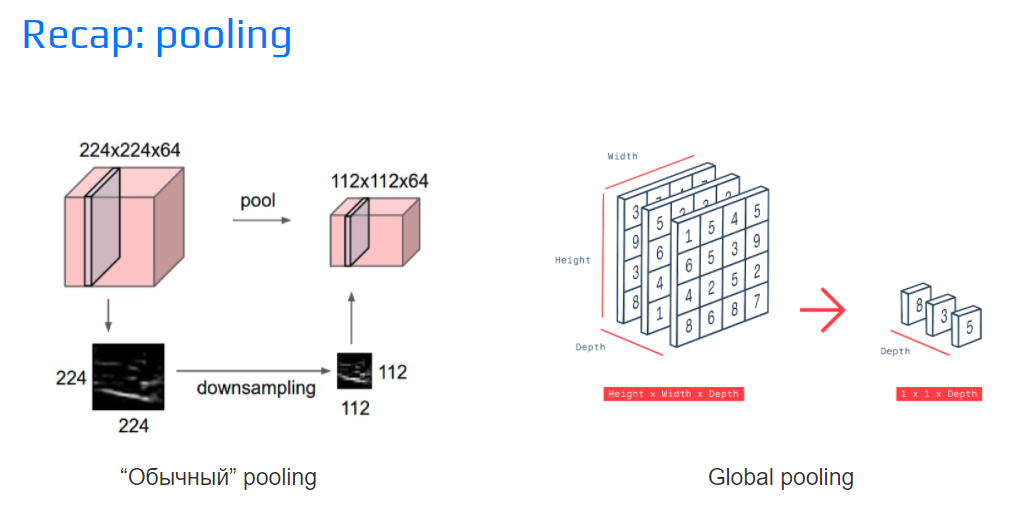 Recap: pooling
224x224x64
pool
112x112x64
224
224
downsampling
112
112
“Обычный” pooling
Width
Height
Depth
3
9
3
8
5
6
4
1
1 5 4 5
6 5 3 9
4 2 5 2
8 6 8 7
Height x Width x Depth
8 3 5
Depth
1 x 1 x Depth
Global pooling